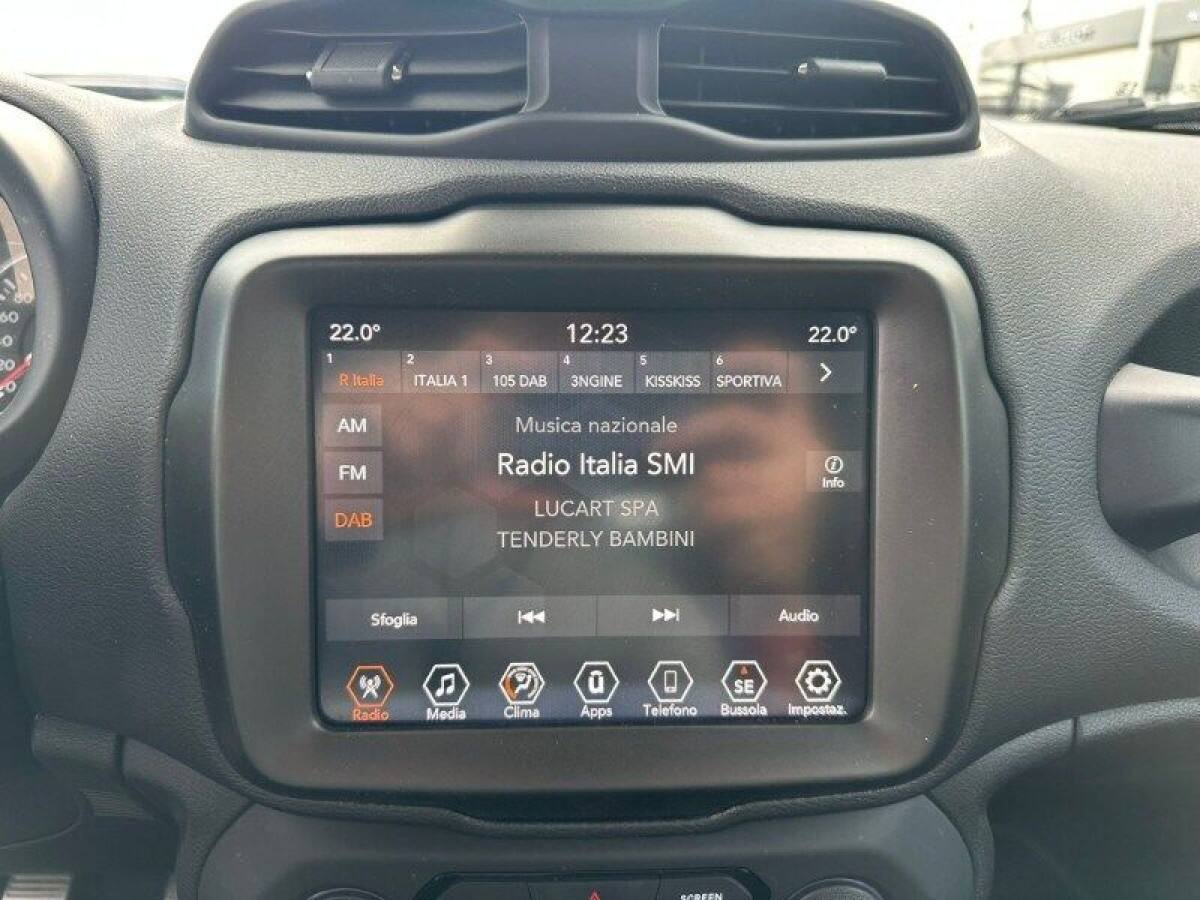 22.0° 12:23 22.0°
1 2 3 4 5 6
R Italia ITALIA 1 105 DAB 3NGINE KISSKISS SPORTIVA
AM
Musica nazionale
FM
Radio Italia SMI
Info
DAB
LUCART SPA
TENDERLY BAMBINI
Sfoglia
Audio
SE
Radio Media Clima Apps Telefono Bussola Impostaz.
SCREEN